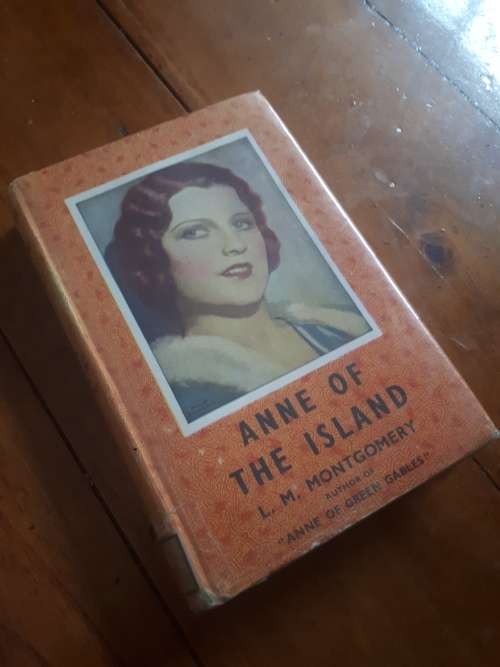 ANNE OF
THE ISLAND
L. M. MONTGOMERY
AUTHOR OF
"ANNE OF GREEN GABLES"